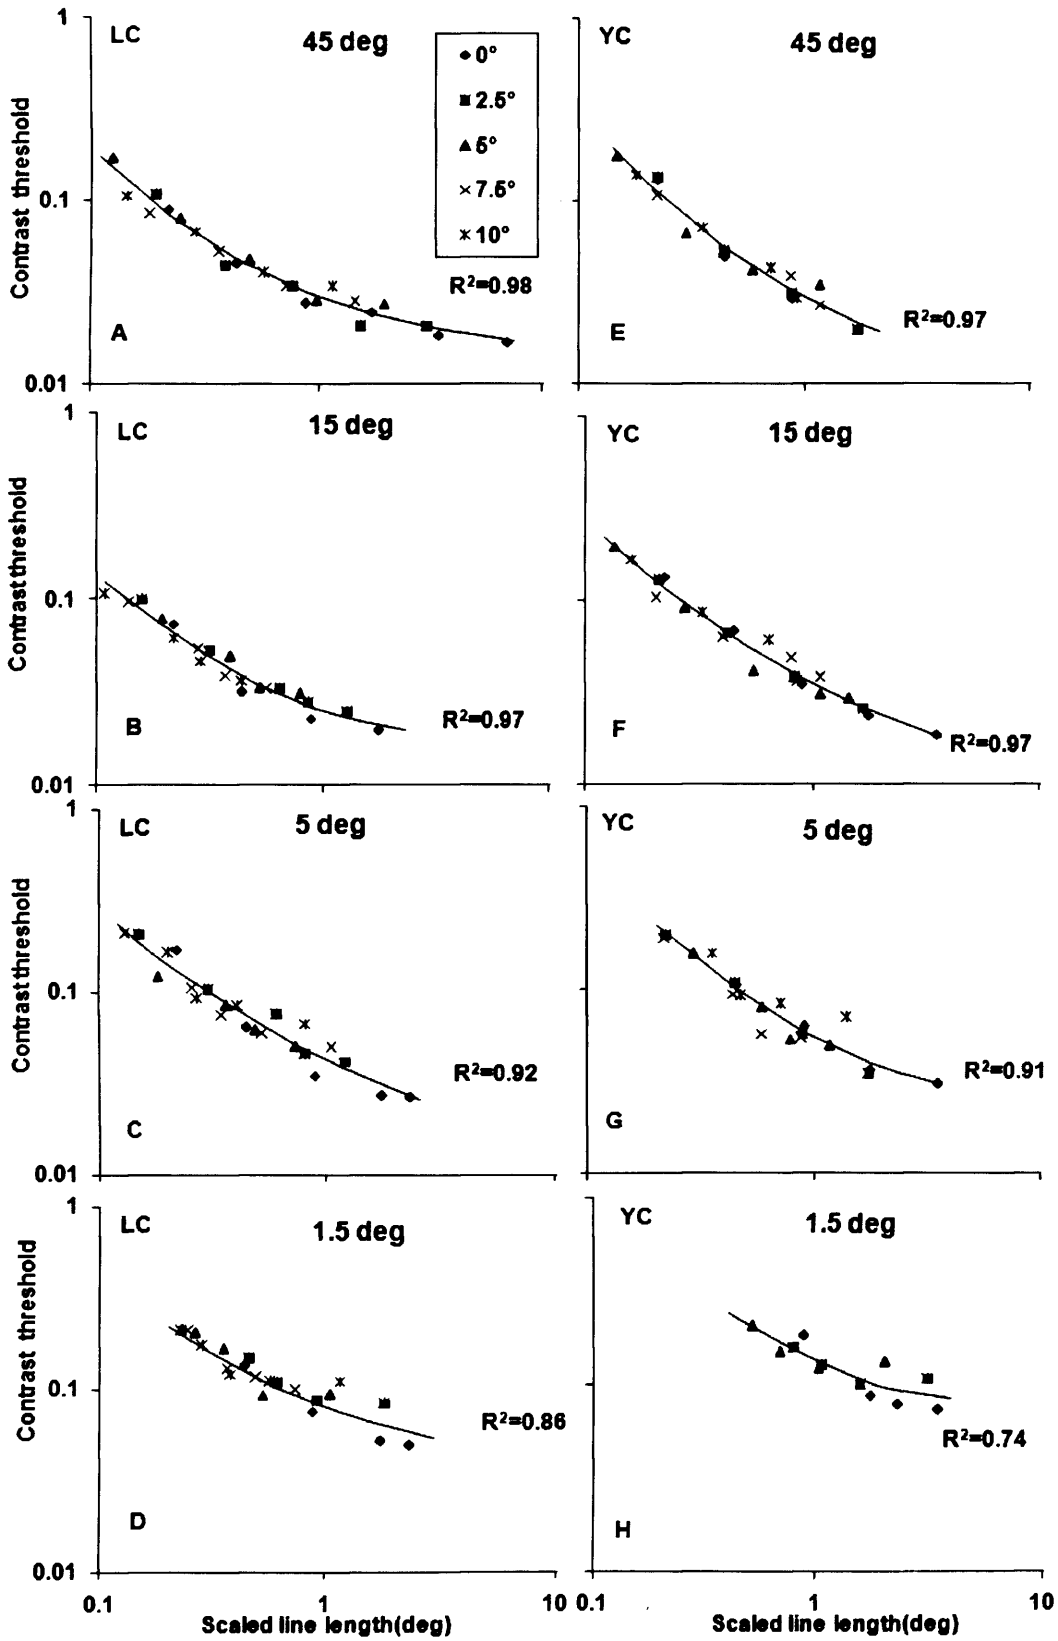 1
LC
45 deg
0°
2.5°
5°
7.5°
10°
Contrast threshold
0.1
R²=0.98
A
0.01
YC
45 deg
R²=0.97
E
1
LC
15 deg
Contrast threshold
0.1
R²=0.97
B
0.01
YC
15 deg
F
R²=0.97
1
LC
5 deg
Contrast threshold
0.1
R²=0.92
C
0.01
YC
5 deg
R²=0.91
G
1
LC
1.5 deg
Contrast threshold
0.1
R²=0.86
D
0.01
0.1
1
10
Scaled line length(deg)
YC
1.5 deg
R²=0.74
H
0.1
1
10
Scaled line length(deg)